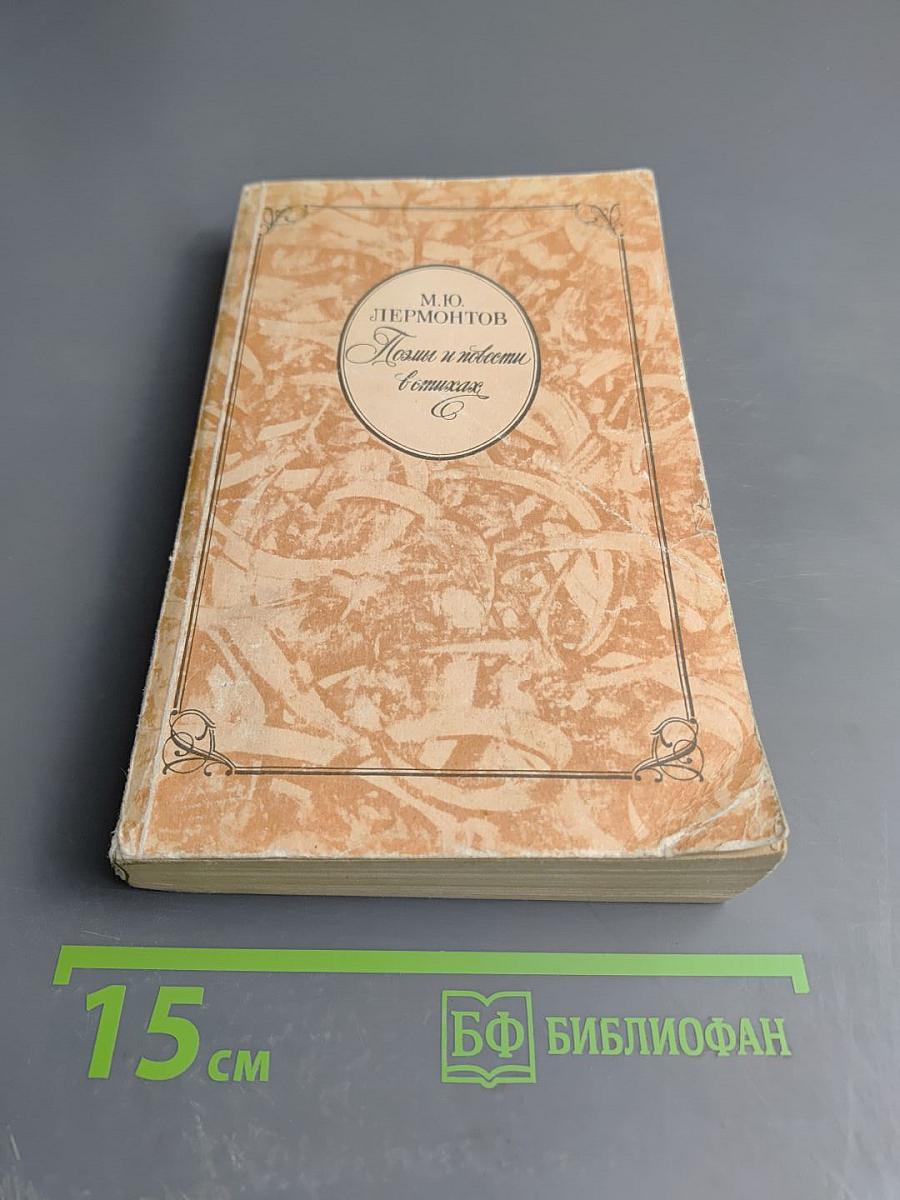 М.Ю.
ЛЕРМОНТОВ
Поэмы и повести
в стихах
15 см
БФ БИБЛИОФАН